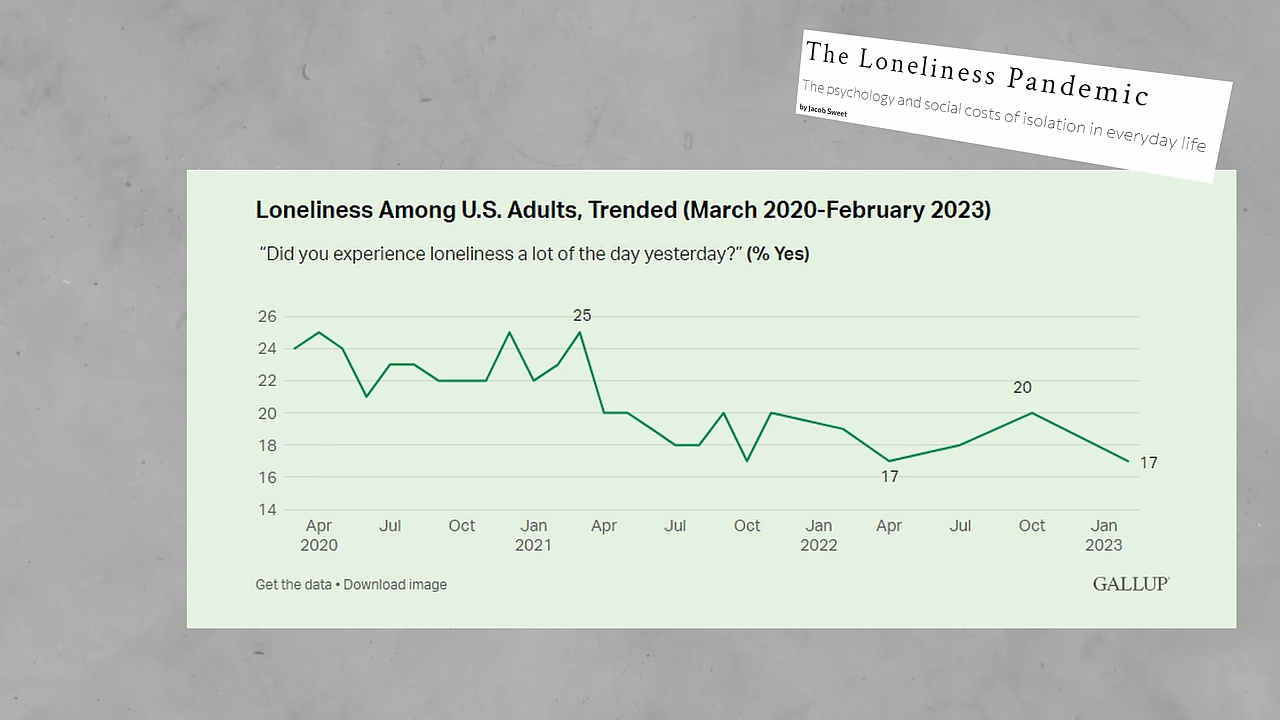 The Loneliness Pandemic
The psychology and social costs of isolation in everyday life
by Jacob Sweet
Loneliness Among U.S. Adults, Trended (March 2020-February 2023)
“Did you experience loneliness a lot of the day yesterday?” (% Yes)
26
24
22
20
18
16
14
25
17
20
17
Apr Jul Oct Jan Apr Jul Oct Jan Apr Jul Oct Jan
2020 2021 2022 2023
Get the data • Download image
GALLUP®